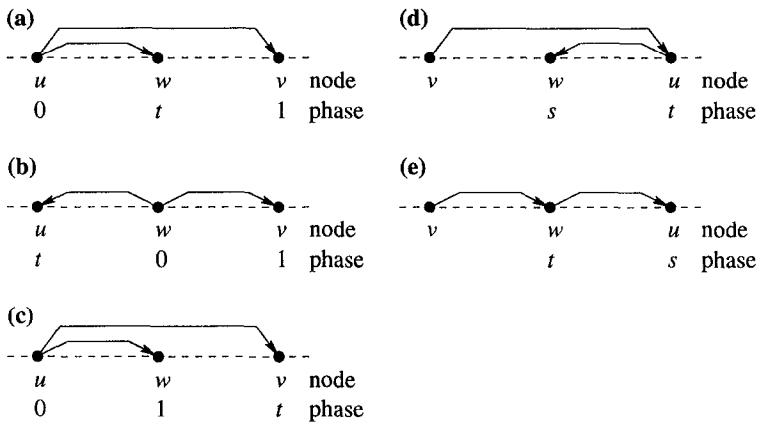 (a)
u w v node
0 t 1 phase
(b)
u w v node
t 0 1 phase
(c)
u w v node
0 1 t phase
(d)
v w u node
s t phase
(e)
v w u node
t s phase